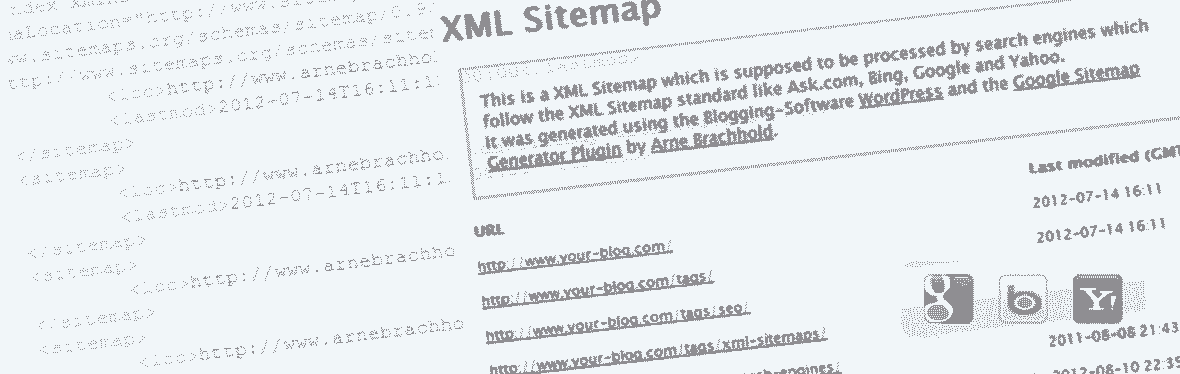 ndex xmlns
maLocation="http://www.sitemap
ww.sitemaps.org/schemas/sitemap/0.9/
ttp://www.sitemaps.org/schemas/sitem
<loc>http://www.arnebrachho
<lastmod>2012-07-14T16:11:1
</sitemap>
<sitemap>
<loc>http://www.arnebrachho
<lastmod>2012-07-14T16:11:1
</sitemap>
<sitemap>
<loc>http://www.arnebrachho
</sitemap>
<sitemap>
<loc>http://www.arnebrachho
XML Sitemap
This is a XML Sitemap which is supposed to be processed by search engines which
follow the XML Sitemap standard like Ask.com, Bing, Google and Yahoo.
It was generated using the Blogging-Software WordPress and the Google Sitemap
Generator Plugin by Arne Brachhold.
URL
Last modified (GMT
http://www.your-blog.com/
2012-07-14 16:11
http://www.your-blog.com/tags/
2012-07-14 16:11
http://www.your-blog.com/tags/seo/
http://www.your-blog.com/tags/xml-sitemaps/
2011-08-08 21:43
ch-engines/
2012-08-10 22:35
g
b
Y!